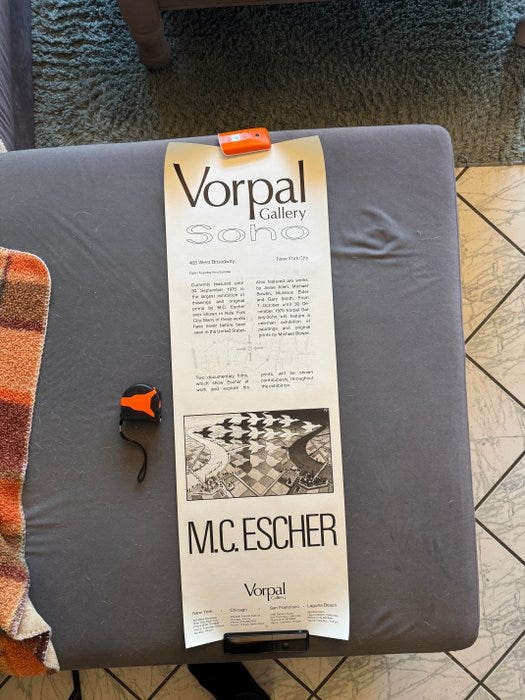 Vorpal
Gallery
Soho
West Broadway
New York City
Currently featured until
30 September 1975 is
the largest exhibition of
drawings and original
prints by M.C. Escher
ever shown in New York
City. Many of these works
have never before been
seen in the United States.
Also featured are works
by Jesse Allen, Michael
Bowen,
and Gary Smith. From
7 October until 30
1975 Vorpal
Soho will feature a
one-man exhibition of
paintings and original
prints by Michael Bowen.
Two documentary films,
which show Escher at
work and explain his
prints, will be shown
continuously throughout
the exhibition.
M.C. ESCHER
Vorpal
Gallery
New York • Chicago • San Francisco • Laguna Beach